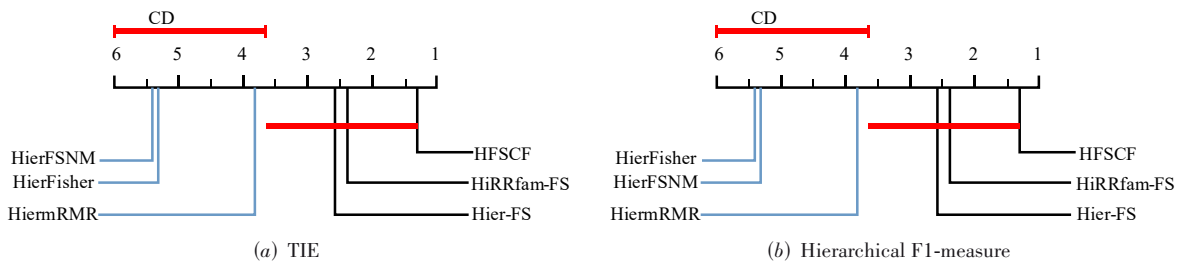 CD
6 5 4 3 2 1
HierFSNM
HierFisher
HiermRMR
HFSCF
HiRRfam-FS
Hier-FS
(a) TIE
CD
6 5 4 3 2 1
HierFisher
HierFSNM
HiermRMR
HFSCF
HiRRfam-FS
Hier-FS
(b) Hierarchical F1-measure